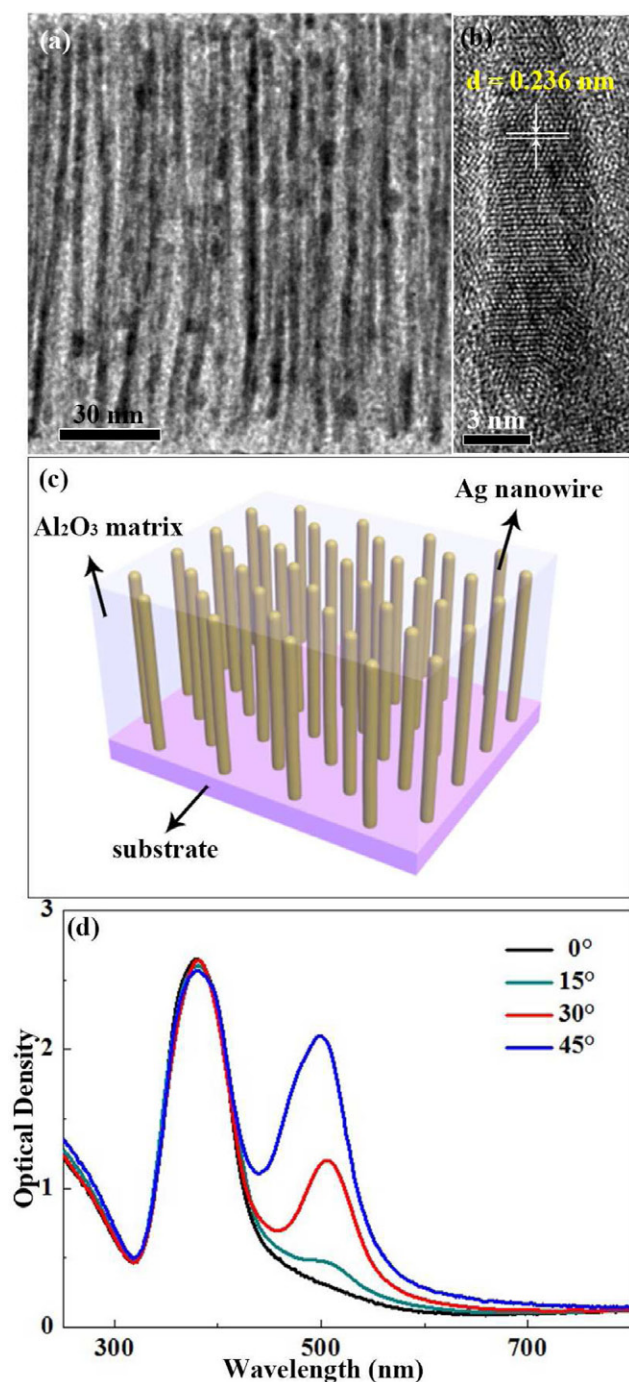 (a)
30 nm
(b)
d = 0.236 nm
3 nm
(c)
Al₂O₃ matrix
Ag nanowire
substrate
(d)
3
2
1
0
Optical Density
0°
15°
30°
45°
300
500
700
Wavelength (nm)